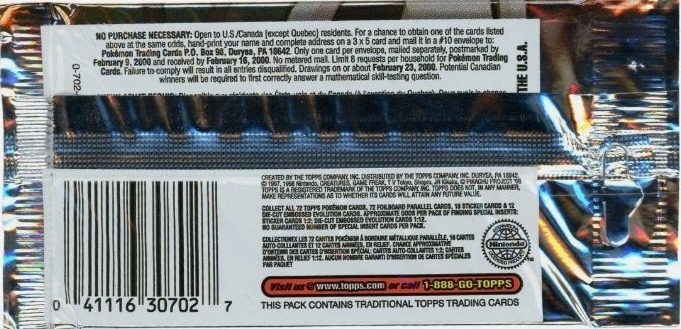 NO PURCHASE NECESSARY: Open to U.S./Canada [except Quebec] residents. For a chance to obtain one of the cards listed
above at the same odds, hand-print your name and complete address on a 3 x 5 card and mail it in a #10 envelope to:
Pokémon Trading Cards P.O. Box 98, Duryea, PA 18642. Only one card per envelope, mailed separately, postmarked by
February 9, 2000 and received by February 16, 2000. No metered mail. Limit 8 requests per household for Pokémon Trading
Cards. Failure to comply will result in all entries disqualified. Drawings on or about February 23, 2000. Potential Canadian
winners will be required to first correctly answer a mathematical skill-testing question.
0-702-
THE U.S.A.
CREATED BY THE TOPPS COMPANY, INC. DISTRIBUTED BY THE TOPPS COMPANY, INC. DURYEA, PA 18642.
© 1997, 1998 Nintendo, CREATURES, GAME FREAK, T V Tokyo, Shopro, JR Kikaku. © PIKACHU PROJECT '98
TOPPS IS A REGISTERED TRADEMARK OF THE TOPPS COMPANY, INC. TOPPS DOES NOT, IN ANY MANNER,
MAKE REPRESENTATIONS AS TO WHETHER ITS CARDS WILL ATTAIN ANY FUTURE VALUE.
COLLECT ALL 72 TOPPS POKÉMON CARDS, 72 FOILBOARD PARALLEL CARDS, 18 STICKER CARDS & 12
DIE-CUT EMBOSSED EVOLUTION CARDS. APPROXIMATE ODDS PER PACK OF FINDING SPECIAL INSERTS:
STICKER CARDS 1:2; DIE-CUT EMBOSSED EVOLUTION CARDS 1:12.
NO GUARANTEED NUMBER OF SPECIAL INSERT CARDS PER PACK.
COLLECTIONEZ LES 72 CARTES POKÉMON À BORDURE MÉTALLIQUE PARALLÈLE, 18 CARTES
AUTO-COLLANTES ET 12 CARTES ANIMÉES, EN RELIEF. CHANCE APPROXIMATIVE
D'OBTENIR DES CARTES D'INSERTION SPÉCIAL: CARTES AUTO-COLLANTES 1:2; CARTES
ANIMÉES, EN RELIEF 1:12. AUCUN NOMBRE GARANTI D'INSERTION DE CARTES SPÉCIALES
PAR PAQUET
Nintendo
Visit us @ www.topps.com or call 1-888-GO-TOPPS
0 41116 30702 7
THIS PACK CONTAINS TRADITIONAL TOPPS TRADING CARDS